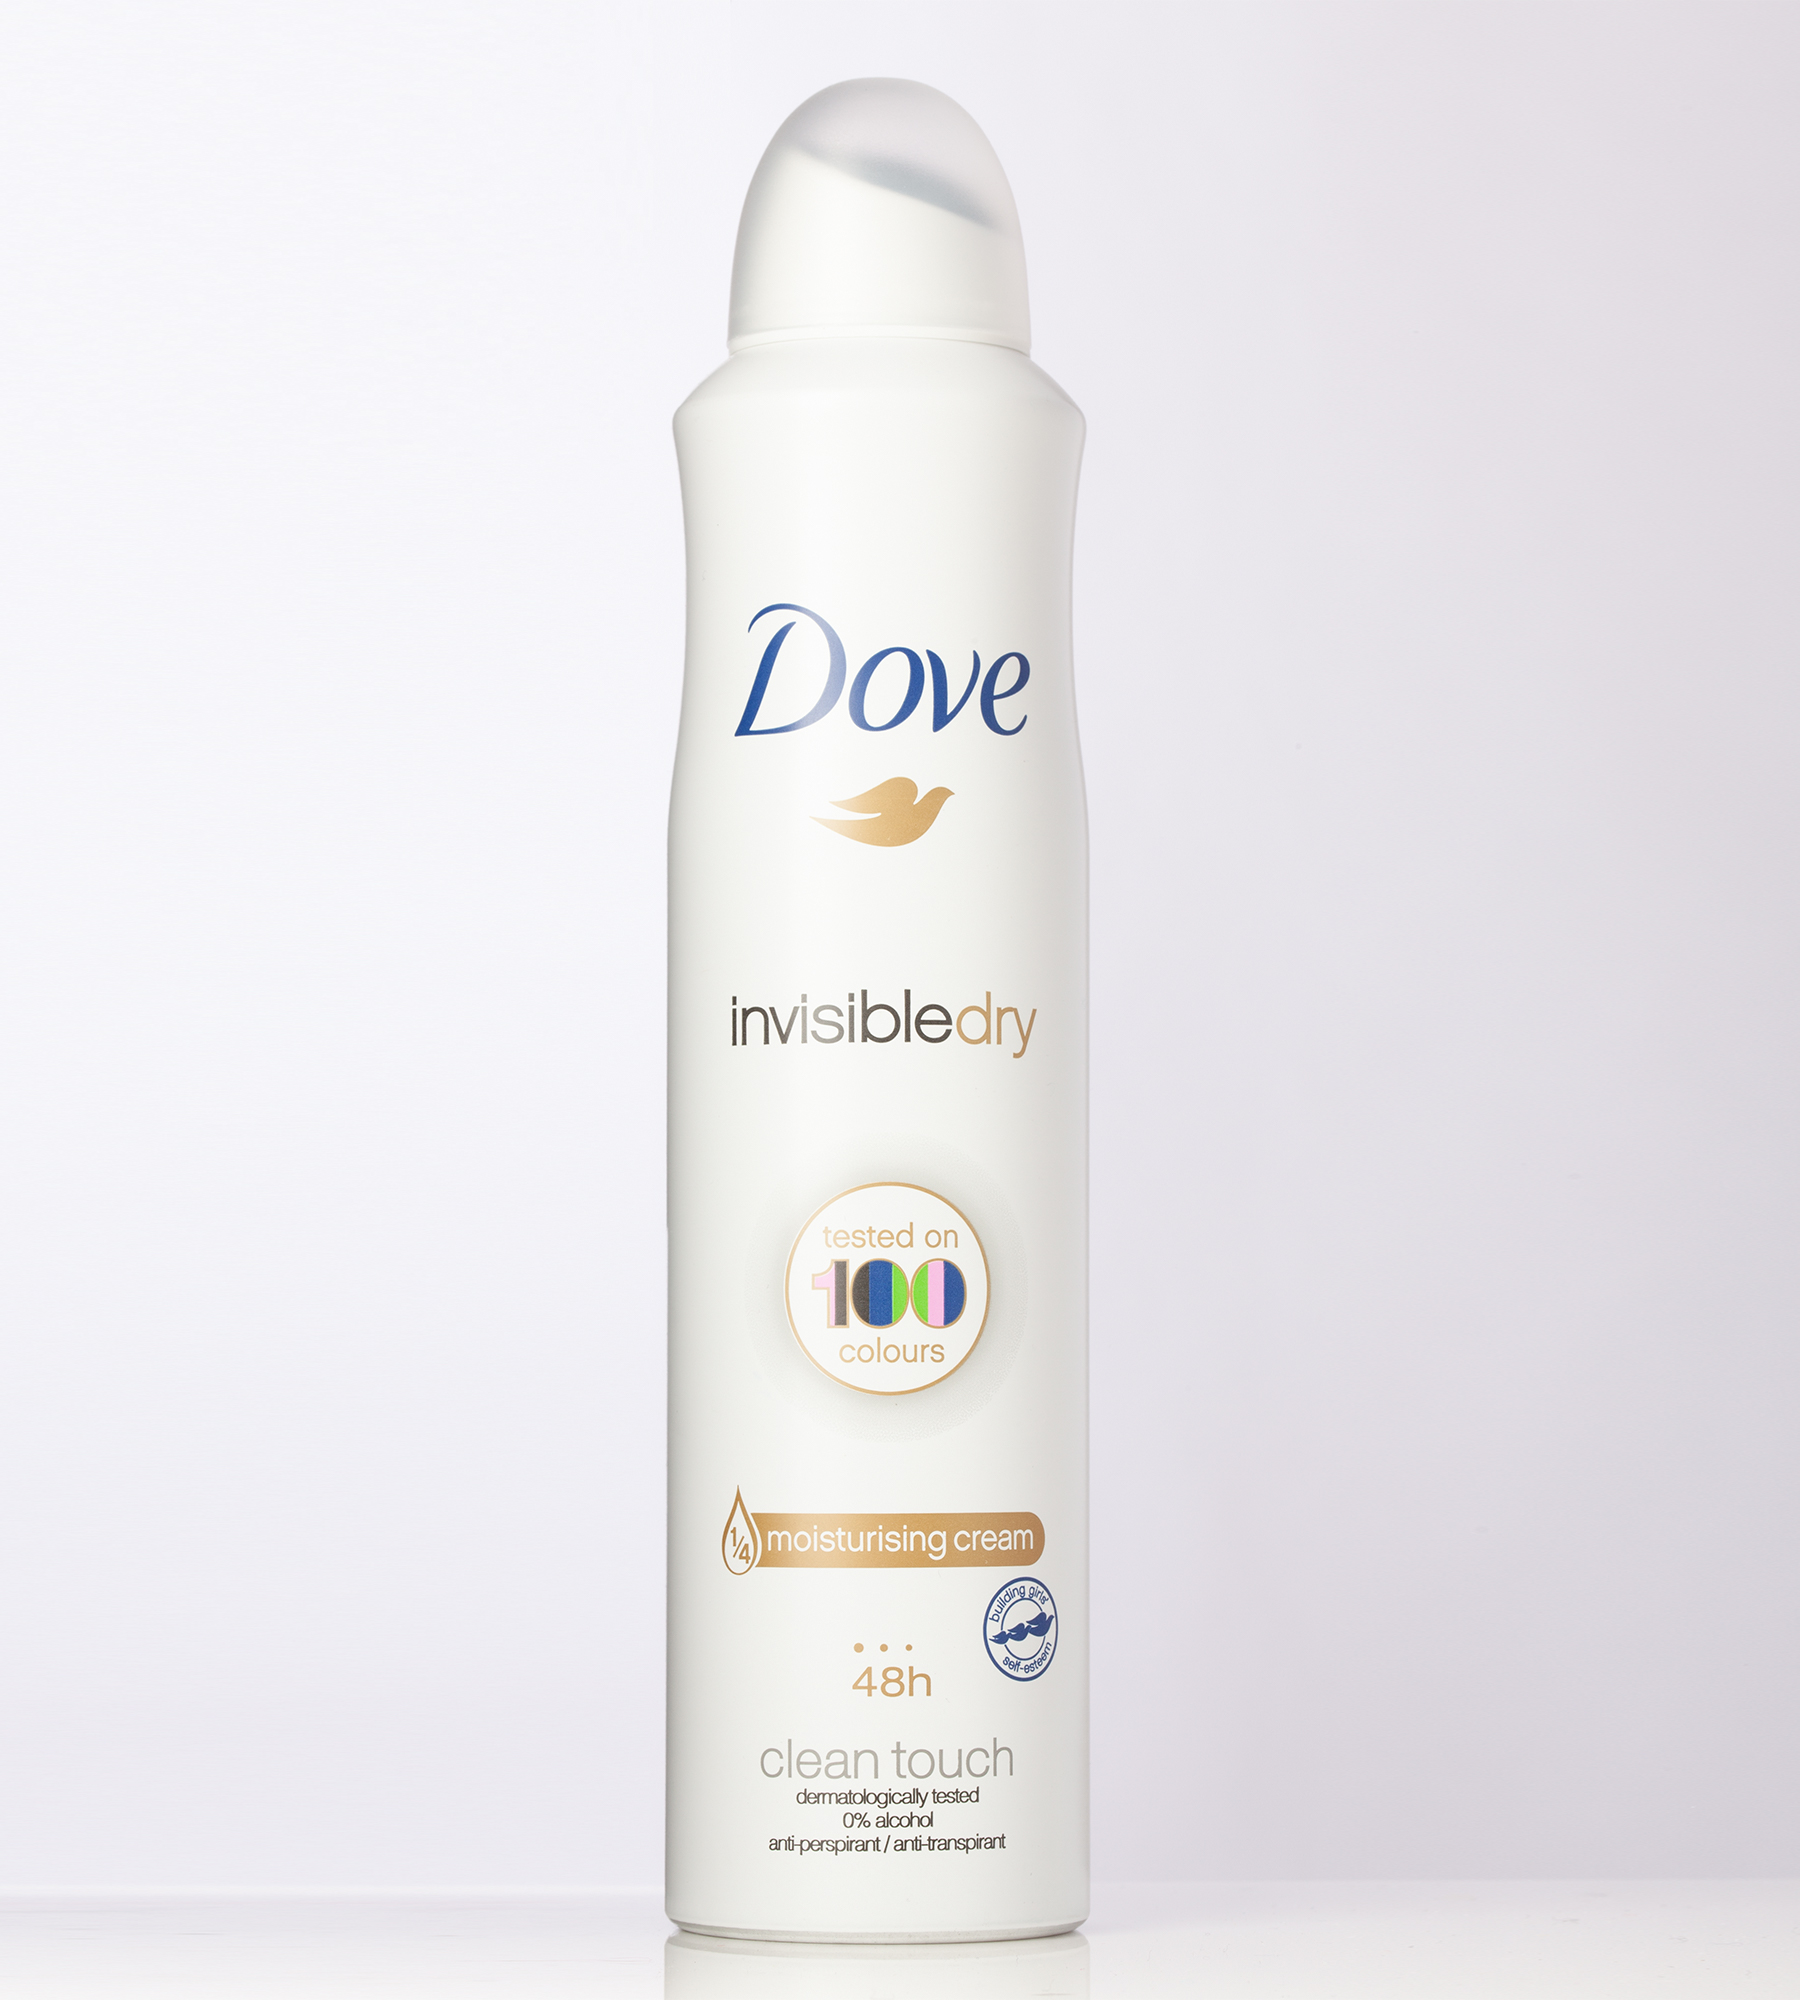 Dove
invisibledry
tested on
100
colours
1/4 moisturising cream
building girls'
self-esteem
48h
clean touch
dermatologically tested
0% alcohol
anti-perspirant / anti-transpirant